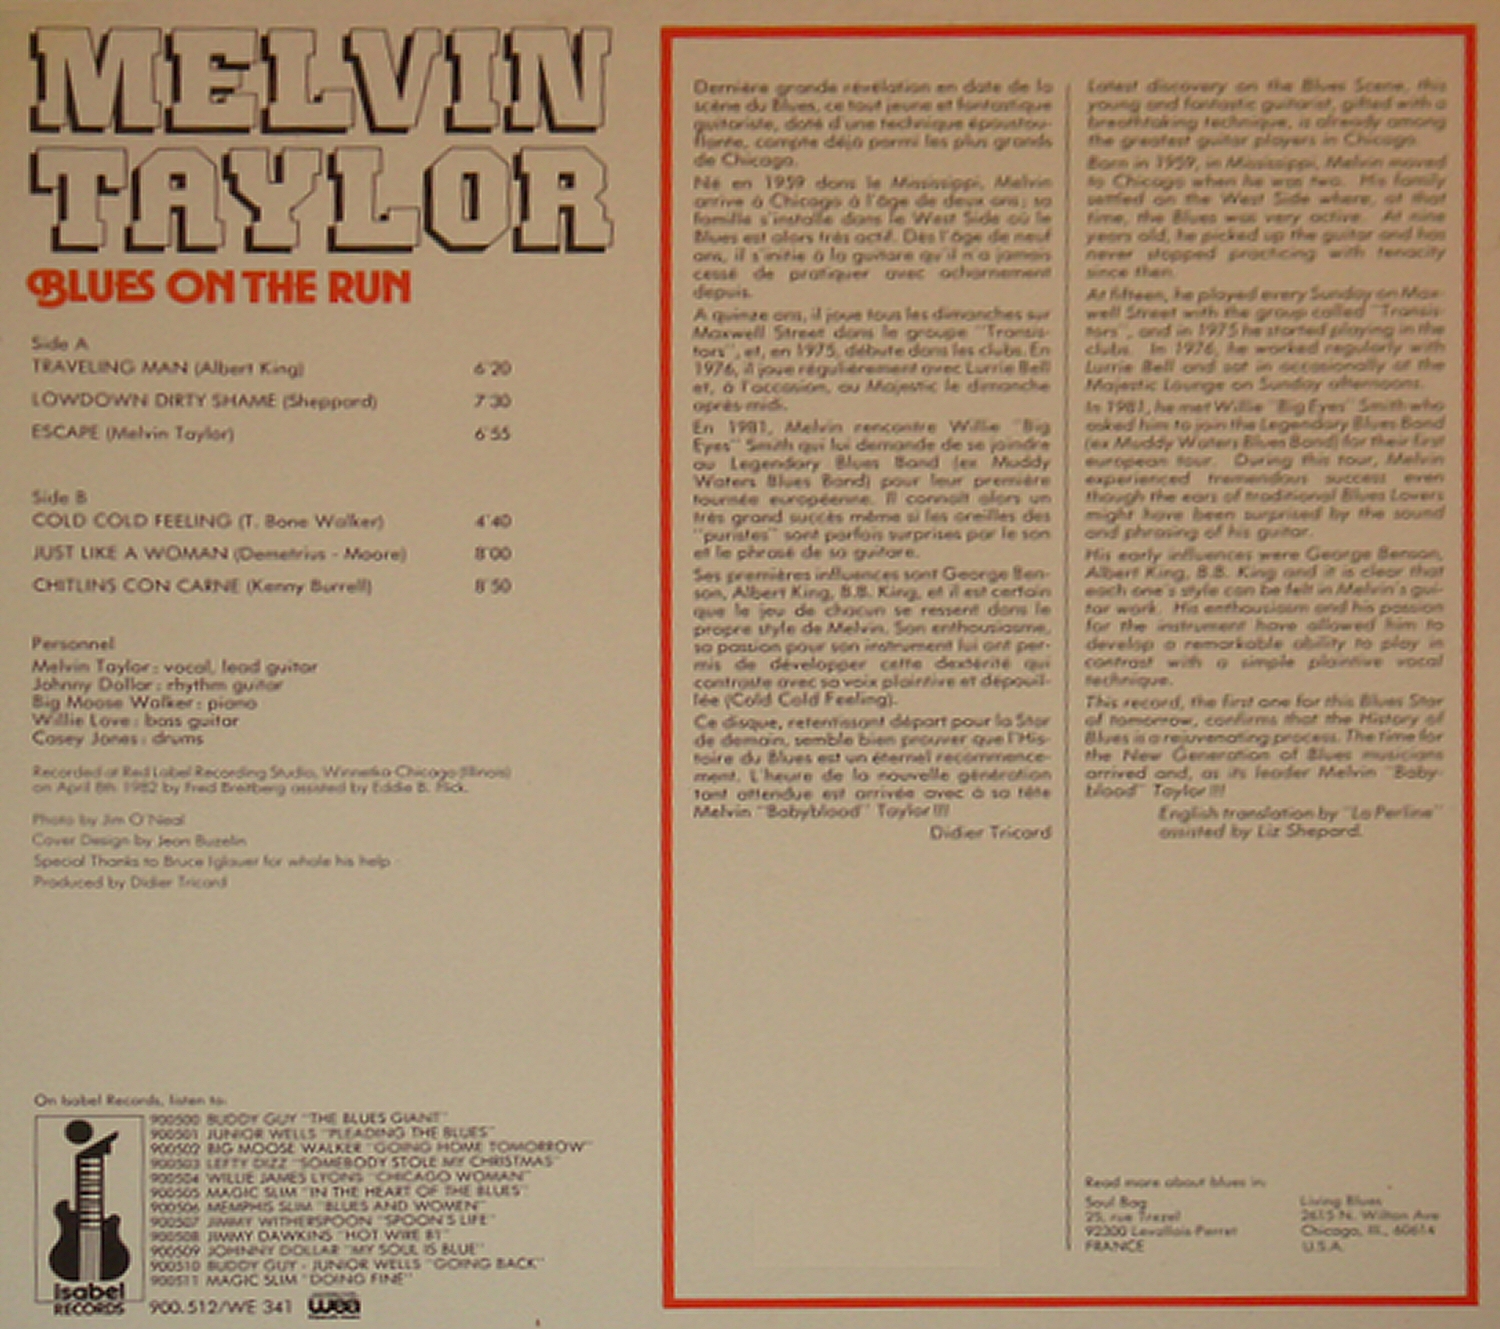 MELVIN
TAYLOR
BLUES ON THE RUN
Side A
TRAVELING MAN (Albert King) 6'20
LOWDOWN DIRTY SHAME (Sheppard) 7'30
ESCAPE (Melvin Taylor) 6'55
Side B
COLD COLD FEELING (T. Bone Walker) 4'40
JUST LIKE A WOMAN (Demetrius - Moore) 8'00
CHITLINS CON CARNE (Kenny Burrell) 8'50
Personnel
Melvin Taylor : vocal, lead guitar
Johnny Dollar : rhythm guitar
Big Moose Walker : piano
Willie Love : bass guitar
Casey Jones : drums
Recorded at Red Label Recording Studio, Winnetka-Chicago (Illinois)
on April 8th 1982 by Fred Breitberg assisted by Eddie B. Flick.
Photo by Jim O'Neal
Cover Design by Jean Buzelin
Special Thanks to Bruce Iglauer for whole his help
Produced by Didier Tricard
On Isabel Records, listen to:
900500 BUDDY GUY "THE BLUES GIANT"
900501 JUNIOR WELLS "PLEADING THE BLUES"
900502 BIG MOOSE WALKER "GOING HOME TOMORROW"
900503 LEFTY DIZZ "SOMEBODY STOLE MY CHRISTMAS"
900504 WILLIE JAMES LYONS "CHICAGO WOMAN"
900505 MAGIC SLIM "IN THE HEART OF THE BLUES"
900506 MEMPHIS SLIM "BLUES AND WOMEN"
900507 JIMMY WITHERSPOON "SPOON'S LIFE"
900508 JIMMY DAWKINS "HOT WIRE 81"
900509 JOHNNY DOLLAR "MY SOUL IS BLUE"
900510 BUDDY GUY - JUNIOR WELLS "GOING BACK"
900511 MAGIC SLIM "DOING FINE"
Isabel
RECORDS
900.512/WE 341 wea
Dernière grande révélation en date de la
scène du Blues, ce tout jeune et fantastique
guitariste, doté d'une technique époustou-
flante, compte déjà parmi les plus grands
de Chicago.
Né en 1959 dans le Mississippi, Melvin
arrive à Chicago à l'âge de deux ans ; sa
famille s'installe dans le West Side où le
Blues est alors très actif. Dès l'âge de neuf
ans, il s'initie à la guitare qu'il n'a jamais
cessé de pratiquer avec acharnement
depuis.
A quinze ans, il joue tous les dimanches sur
Maxwell Street dans le groupe "Transis-
tors", et, en 1975, débute dans les clubs. En
1976, il joue régulièrement avec Lurrie Bell
et, à l'occasion, au Majestic le dimanche
après-midi.
En 1981, Melvin rencontre Willie "Big
Eyes" Smith qui lui demande de se joindre
au Legendary Blues Band (ex Muddy
Waters Blues Band) pour leur première
tournée européenne. Il connaît alors un
très grand succès même si les oreilles des
"puristes" sont parfois surprises par le son
et le phrasé de sa guitare.
Ses premières influences sont George Ben-
son, Albert King, B.B. King, et il est certain
que le jeu de chacun se ressent dans le
propre style de Melvin. Son enthousiasme,
sa passion pour son instrument lui ont per-
mis de développer cette dextérité qui
contraste avec sa voix plaintive et dépouil-
lée (Cold Cold Feeling).
Ce disque, retentissant départ pour la Star
de demain, semble bien prouver que l'His-
toire du Blues est un éternel recommence-
ment. L'heure de la nouvelle génération
tant attendue est arrivée avec à sa tête
Melvin "Babyblood" Taylor !!!
Didier Tricard
Latest discovery on the Blues Scene, this
young and fantastic guitarist, gifted with a
breathtaking technique, is already among
the greatest guitar players in Chicago.
Born in 1959, in Mississippi, Melvin moved
to Chicago when he was two. His family
settled on the West Side where, at that
time, the Blues was very active. At nine
years old, he picked up the guitar and has
never stopped practicing with tenacity
since then.
At fifteen, he played every Sunday on Max-
well Street with the group called "Transis-
tors", and in 1975 he started playing in the
clubs. In 1976, he worked regularly with
Lurrie Bell and sat in occasionally at the
Majestic Lounge on Sunday afternoons.
In 1981, he met Willie "Big Eyes" Smith who
asked him to join the Legendary Blues Band
(ex Muddy Waters Blues Band) for their first
european tour. During this tour, Melvin
experienced tremendous success even
though the ears of traditional Blues Lovers
might have been surprised by the sound
and phrasing of his guitar.
His early influences were George Benson,
Albert King, B.B. King and it is clear that
each one's style can be felt in Melvin's gui-
tar work. His enthousiasm and his passion
for the instrument have allowed him to
develop a remarkable ability to play in
contrast with a simple plaintive vocal
technique.
This record, the first one for this Blues Star
of tomorrow, confirms that the History of
Blues is a rejuvenating process. The time for
the New Generation of Blues musicians
arrived and, as its leader Melvin "Baby-
blood" Taylor !!!
English translation by "La Perline"
assisted by Liz Shepard.
Read more about blues in:
Soul Bag
25, rue Trezel
92300 Levallois-Perret
FRANCE
Living Blues
2615 N. Wilton Ave
Chicago, Ill., 60614
U.S.A.